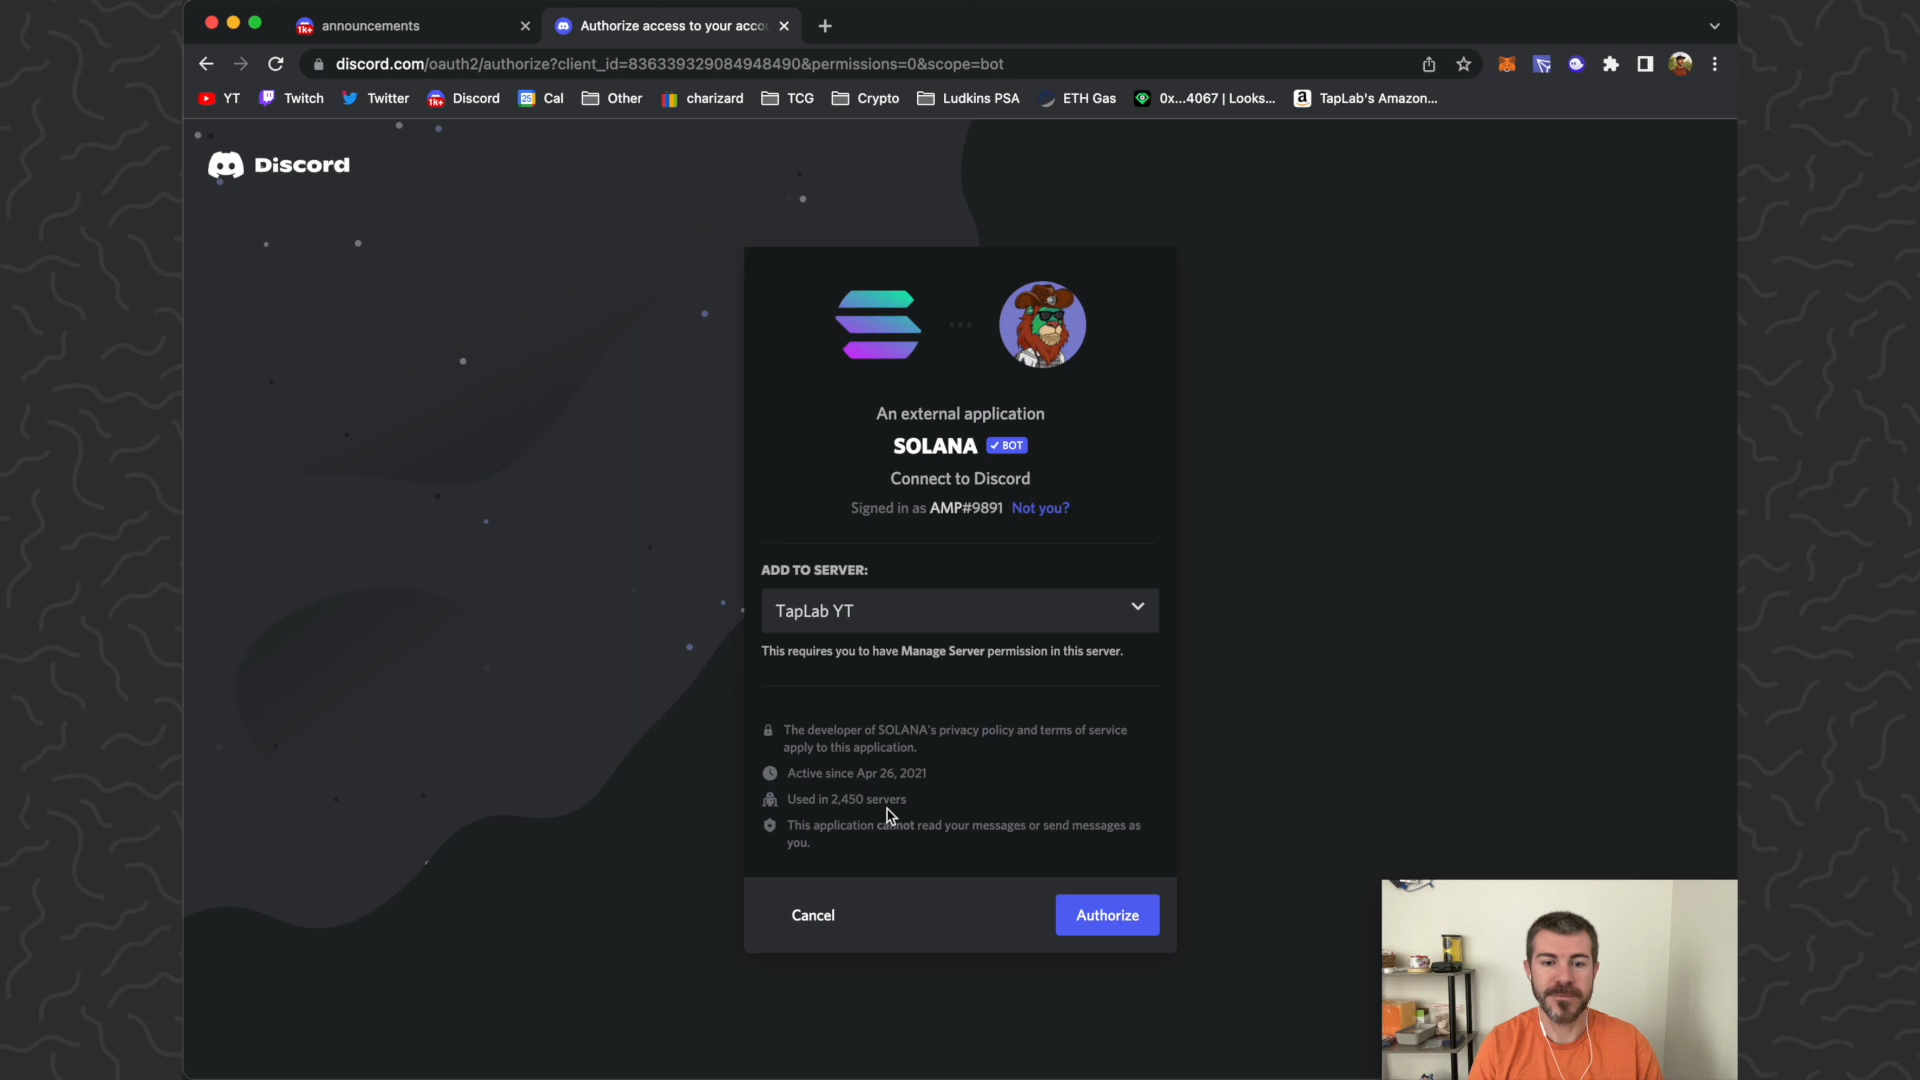 1k+ announcements
Authorize access to your acco
discord.com/oauth2/authorize?client_id=836339329084948490&permissions=0&scope=bot
YT
Twitch
Twitter
1k+ Discord
25 Cal
Other
charizard
TCG
Crypto
Ludkins PSA
ETH Gas
0x...4067 | Looks...
a TapLab's Amazon...
Discord
An external application
SOLANA ✓ BOT
Connect to Discord
Signed in as AMP#9891 Not you?
ADD TO SERVER:
TapLab YT
This requires you to have Manage Server permission in this server.
The developer of SOLANA's privacy policy and terms of service
apply to this application.
Active since Apr 26, 2021
Used in 2,450 servers
This application cannot read your messages or send messages as
you.
Cancel
Authorize